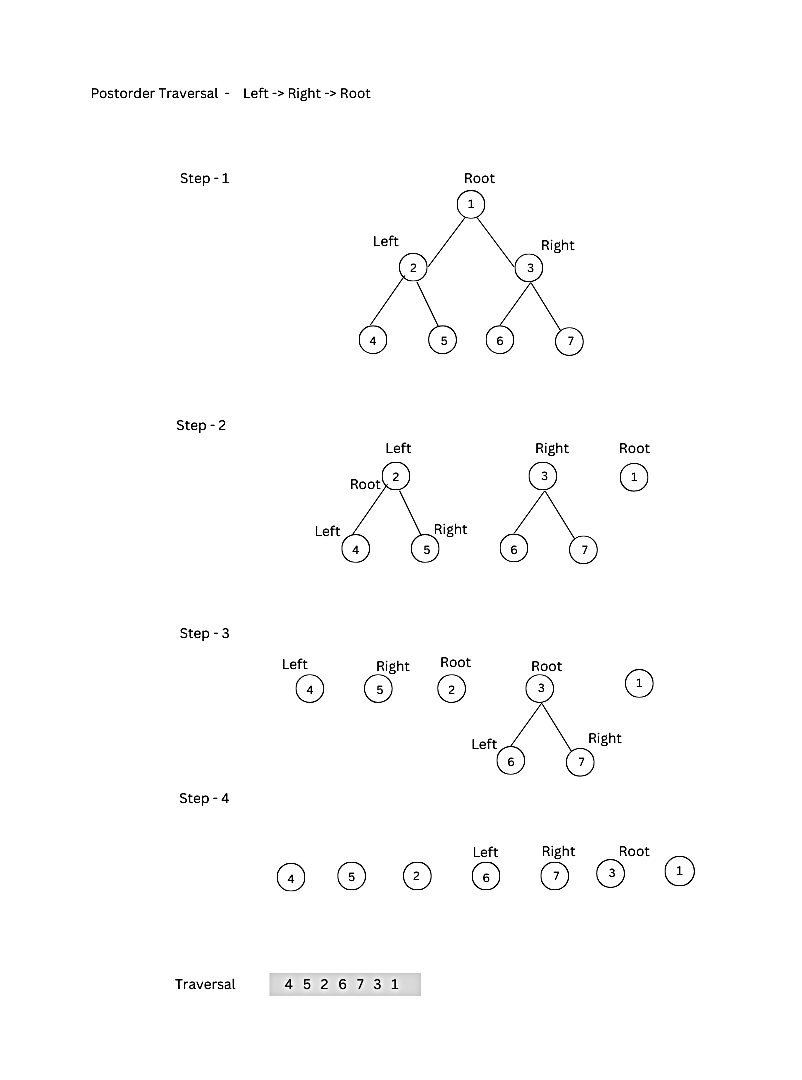 Postorder Traversal - Left -> Right -> Root
Step - 1
Root
1
Left
Right
2 3
4 5 6 7
Step - 2
Left Right Root
Root 2 3 1
Left Right
4 5 6 7
Step - 3
Left Right Root Root
4 5 2 3 1
Left Right
6 7
Step - 4
Left Right Root
4 5 2 6 7 3 1
Traversal 4 5 2 6 7 3 1